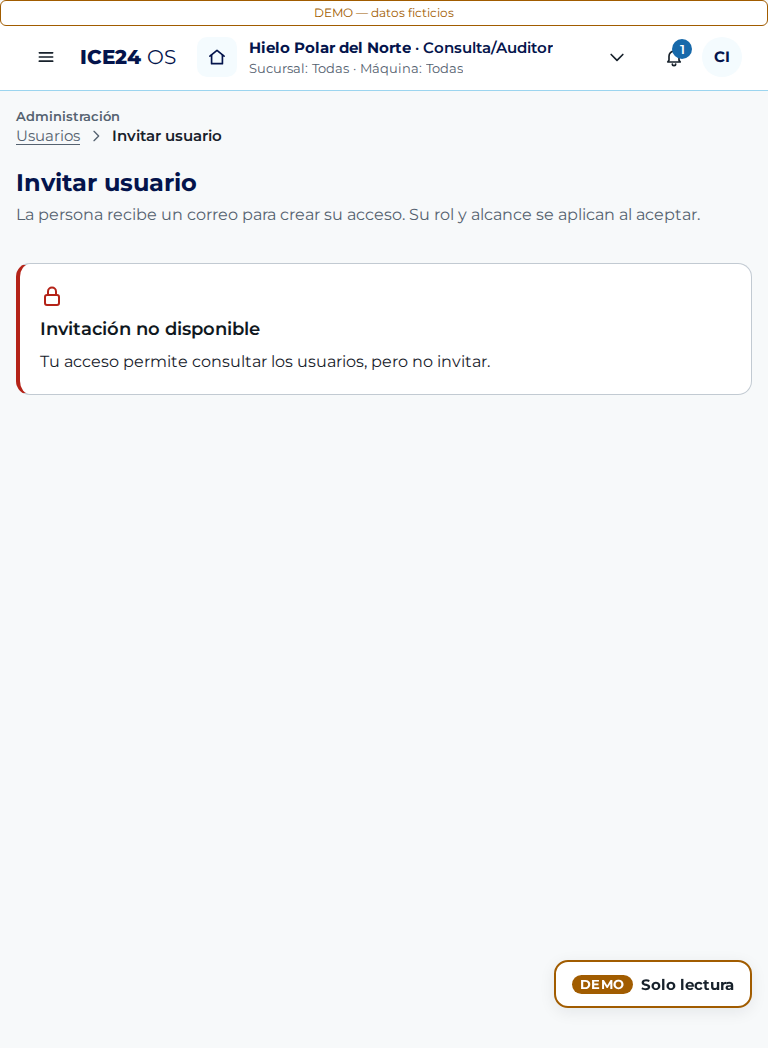 DEMO — datos ficticios
ICE24 OS
Hielo Polar del Norte · Consulta/Auditor
Sucursal: Todas · Máquina: Todas
1
CI
Administración
Usuarios > Invitar usuario
Invitar usuario
La persona recibe un correo para crear su acceso. Su rol y alcance se aplican al aceptar.
Invitación no disponible
Tu acceso permite consultar los usuarios, pero no invitar.
DEMO Solo lectura